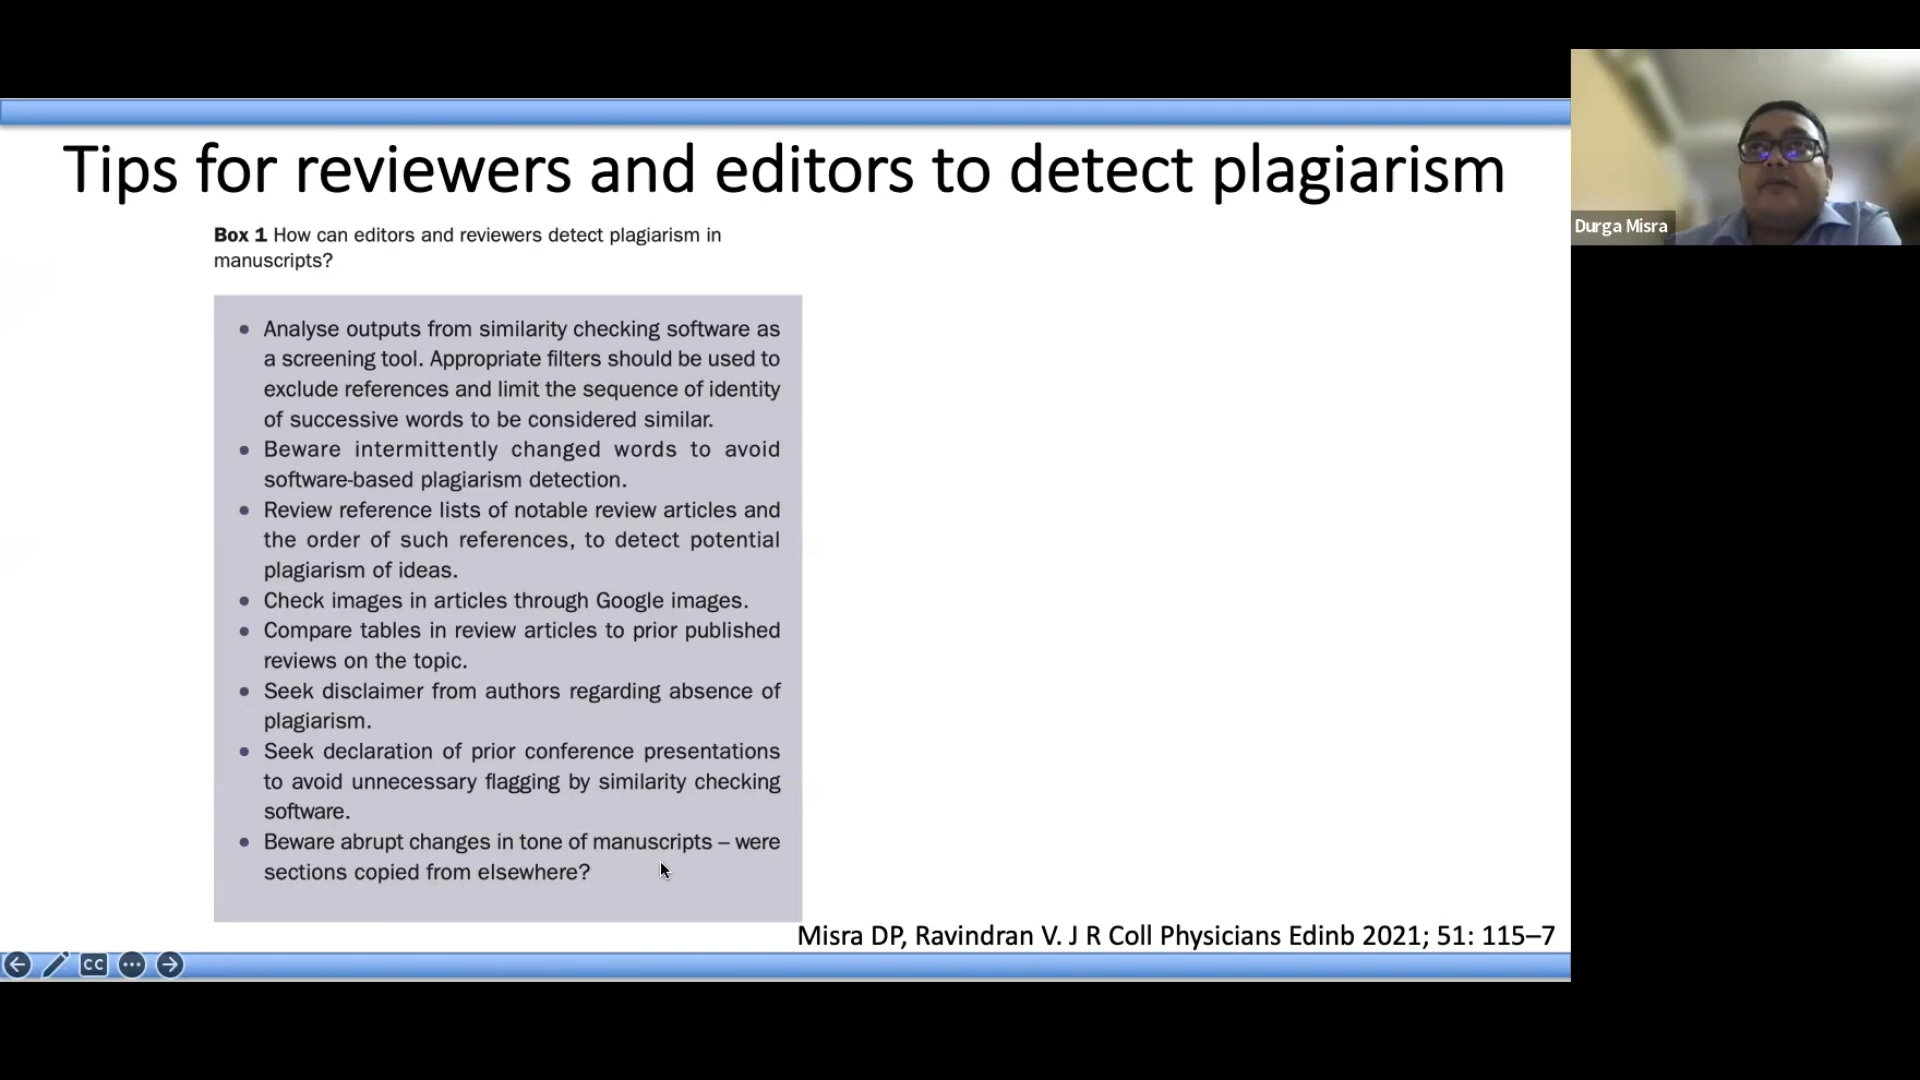 Tips for reviewers and editors to detect plagiarism
Box 1 How can editors and reviewers detect plagiarism in
manuscripts?
• Analyse outputs from similarity checking software as
a screening tool. Appropriate filters should be used to
exclude references and limit the sequence of identity
of successive words to be considered similar.
• Beware intermittently changed words to avoid
software-based plagiarism detection.
• Review reference lists of notable review articles and
the order of such references, to detect potential
plagiarism of ideas.
• Check images in articles through Google images.
• Compare tables in review articles to prior published
reviews on the topic.
• Seek disclaimer from authors regarding absence of
plagiarism.
• Seek declaration of prior conference presentations
to avoid unnecessary flagging by similarity checking
software.
• Beware abrupt changes in tone of manuscripts – were
sections copied from elsewhere?
Misra DP, Ravindran V. J R Coll Physicians Edinb 2021; 51: 115–7
CC
Durga Misra